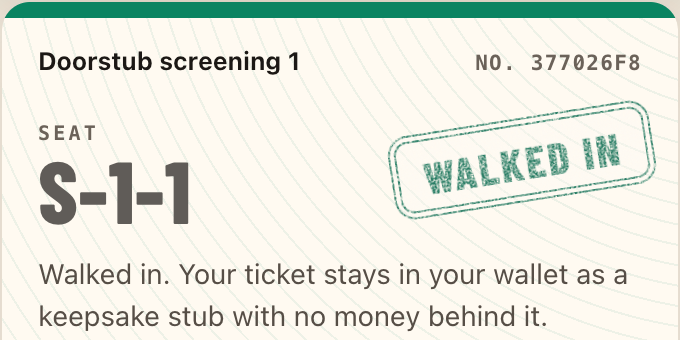 Doorstub screening 1
NO. 377026F8
SEAT
S-1-1
WALKED IN
Walked in. Your ticket stays in your wallet as a
keepsake stub with no money behind it.